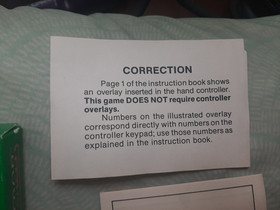 CORRECTION
Page 1 of the instruction book shows
an overlay inserted in the hand controller.
This game DOES NOT require controller
overlays.
Numbers on the illustrated overlay
correspond directly with numbers on the
controller keypad; use those numbers as
explained in the instruction book.